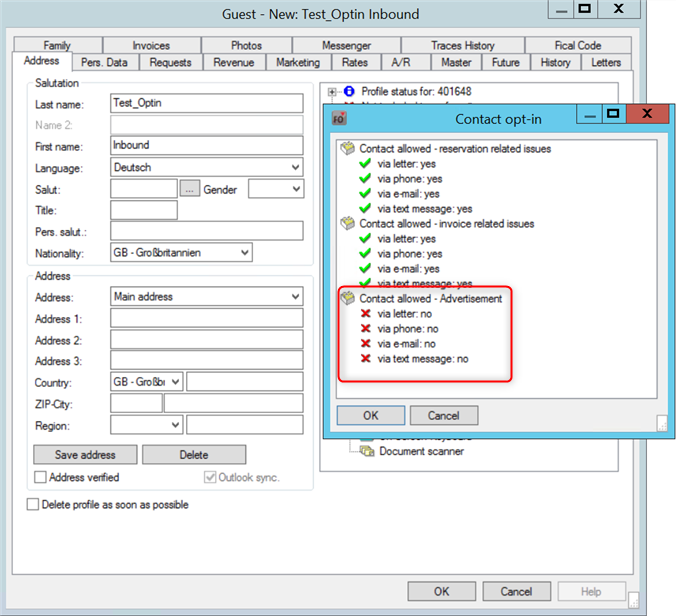 Guest - New: Test_Optin Inbound
Family Invoices Photos Messenger Traces History Fical Code
Address Pers. Data Requests Revenue Marketing Rates A/R Master Future History Letters
Salutation
Last name: Test_Optin
Name 2:
First name: Inbound
Language: Deutsch
Salut: ... Gender
Title:
Pers. salut.:
Nationality: GB - Großbritannien
Address
Address: Main address
Address 1:
Address 2:
Address 3:
Country: GB - Großbi
ZIP-City:
Region:
Save address Delete
Address verified Outlook sync.
Delete profile as soon as possible
Profile status for: 401648
FO Contact opt-in
Contact allowed - reservation related issues
via letter: yes
via phone: yes
via e-mail: yes
via text message: yes
Contact allowed - invoice related issues
via letter: yes
via phone: yes
via e-mail: yes
via text message: yes
Contact allowed - Advertisement
via letter: no
via phone: no
via e-mail: no
via text message: no
OK Cancel
Document scanner
OK Cancel Help